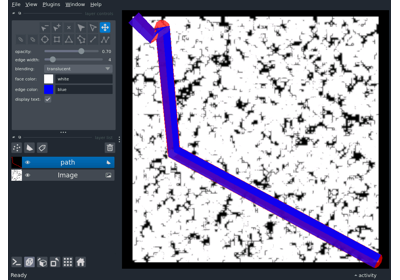 File View Plugins Window Help
opacity: 0.70
edge width: 4
blending: translucent
face color: white
edge color: blue
display text: ✓
path
Image
Ready
activity